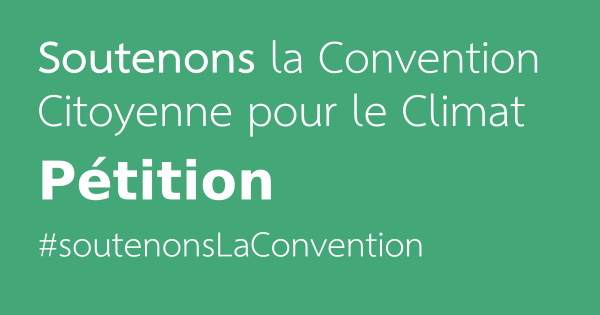 Soutenons la Convention
Citoyenne pour le Climat
Pétition
#soutenonsLaConvention